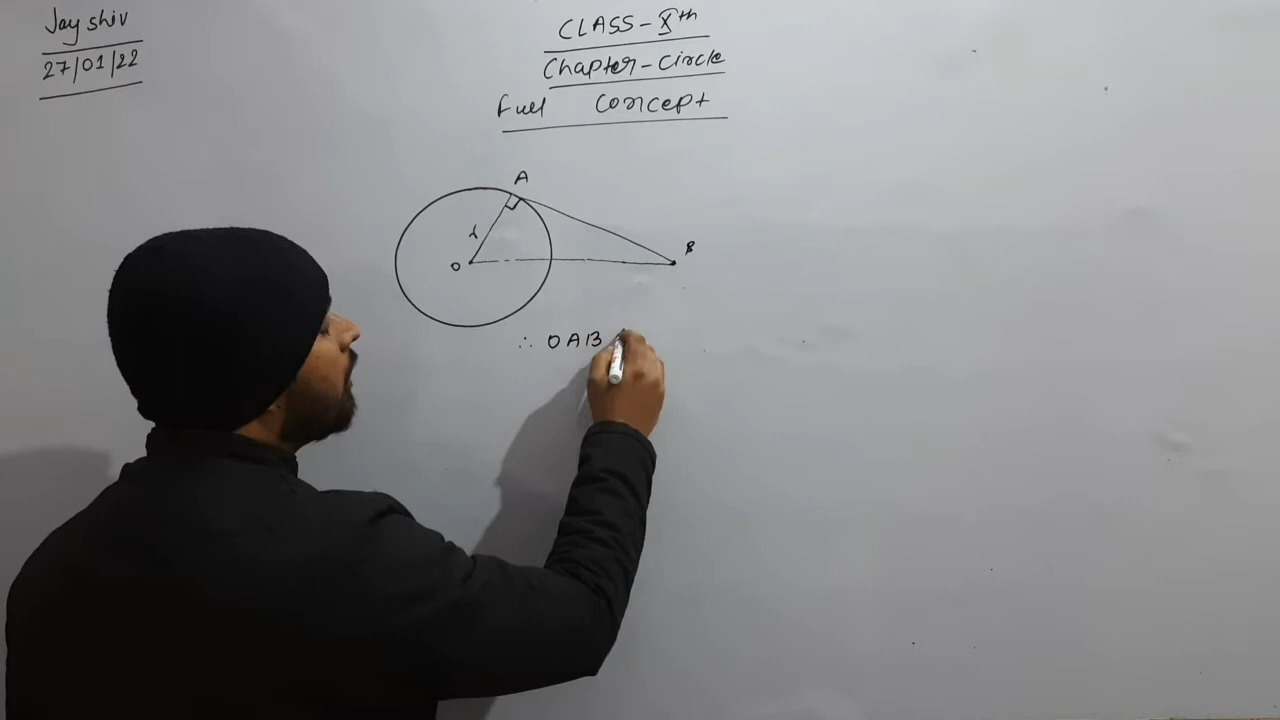 Jay shiv
27/01/22
CLASS - Xth
Chapter - Circle
Full Concept
A
r
O
B
∴ OAB